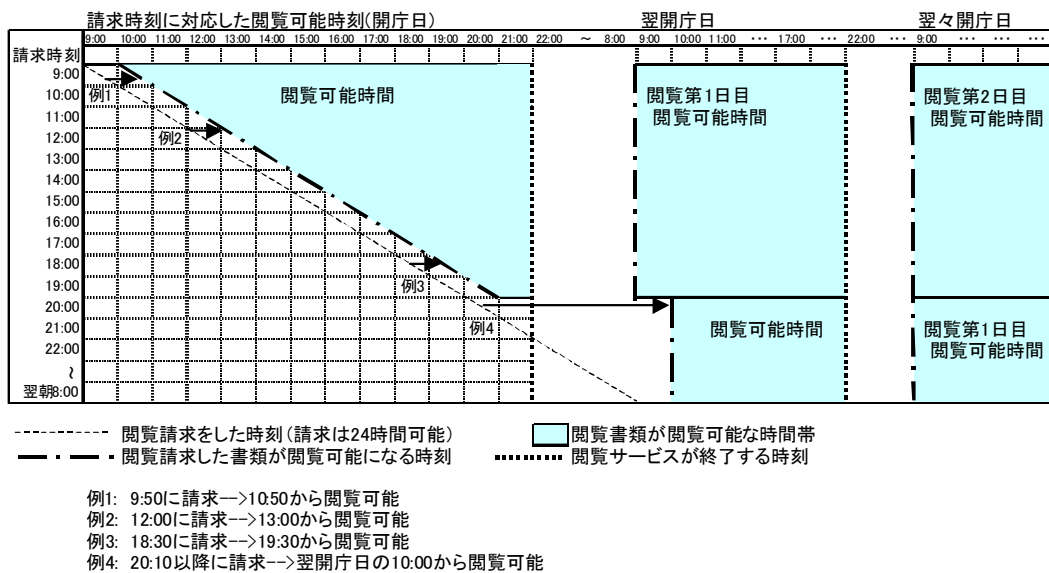 請求時刻に対応した閲覧可能時刻(開庁日) 翌開庁日 翌々開庁日
9:00 10:00 11:00 12:00 13:00 14:00 15:00 16:00 17:00 18:00 19:00 20:00 21:00 22:00 ~ 8:00 9:00 10:00 11:00 … 17:00 … 22:00 … 9:00 … … …
請求時刻
9:00
10:00
11:00
12:00
13:00
14:00
15:00
16:00
17:00
18:00
19:00
20:00
21:00
22:00
~
翌朝8:00
例1
例2
例3
例4
閲覧可能時間
閲覧第1日目
閲覧可能時間
閲覧第2日目
閲覧可能時間
閲覧可能時間
閲覧第1日目
閲覧可能時間
閲覧請求をした時刻(請求は24時間可能) 閲覧書類が閲覧可能な時間帯
閲覧請求した書類が閲覧可能になる時刻 閲覧サービスが終了する時刻
例1: 9:50に請求-->10:50から閲覧可能
例2: 12:00に請求-->13:00から閲覧可能
例3: 18:30に請求-->19:30から閲覧可能
例4: 20:10以降に請求-->翌開庁日の10:00から閲覧可能